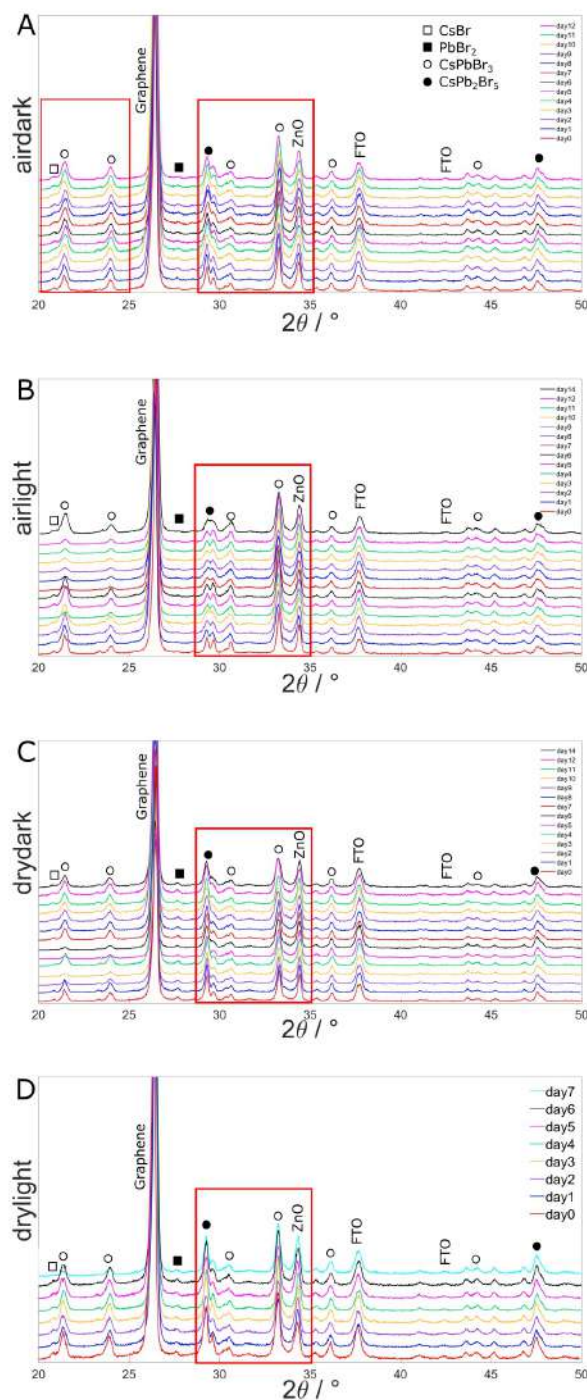 A
airdark
Graphene
CsBr
PbBr2
CsPbBr3
CsPb2Br5
ZnO
FTO
FTO
day12
day11
day10
day9
day8
day7
day6
day5
day4
day3
day2
day1
day0
20 25 30 35 40 45 50
2θ / °
B
airlight
Graphene
ZnO
FTO
FTO
day14
day12
day11
day10
day9
day8
day7
day6
day5
day4
day3
day2
day1
day0
20 25 30 35 40 45 50
2θ / °
C
drydark
Graphene
ZnO
FTO
FTO
day14
day12
day11
day10
day9
day8
day7
day6
day5
day4
day3
day2
day1
day0
20 25 30 35 40 45 50
2θ / °
D
drylight
Graphene
ZnO
FTO
FTO
day7
day6
day5
day4
day3
day2
day1
day0
20 25 30 35 40 45 50
2θ / °